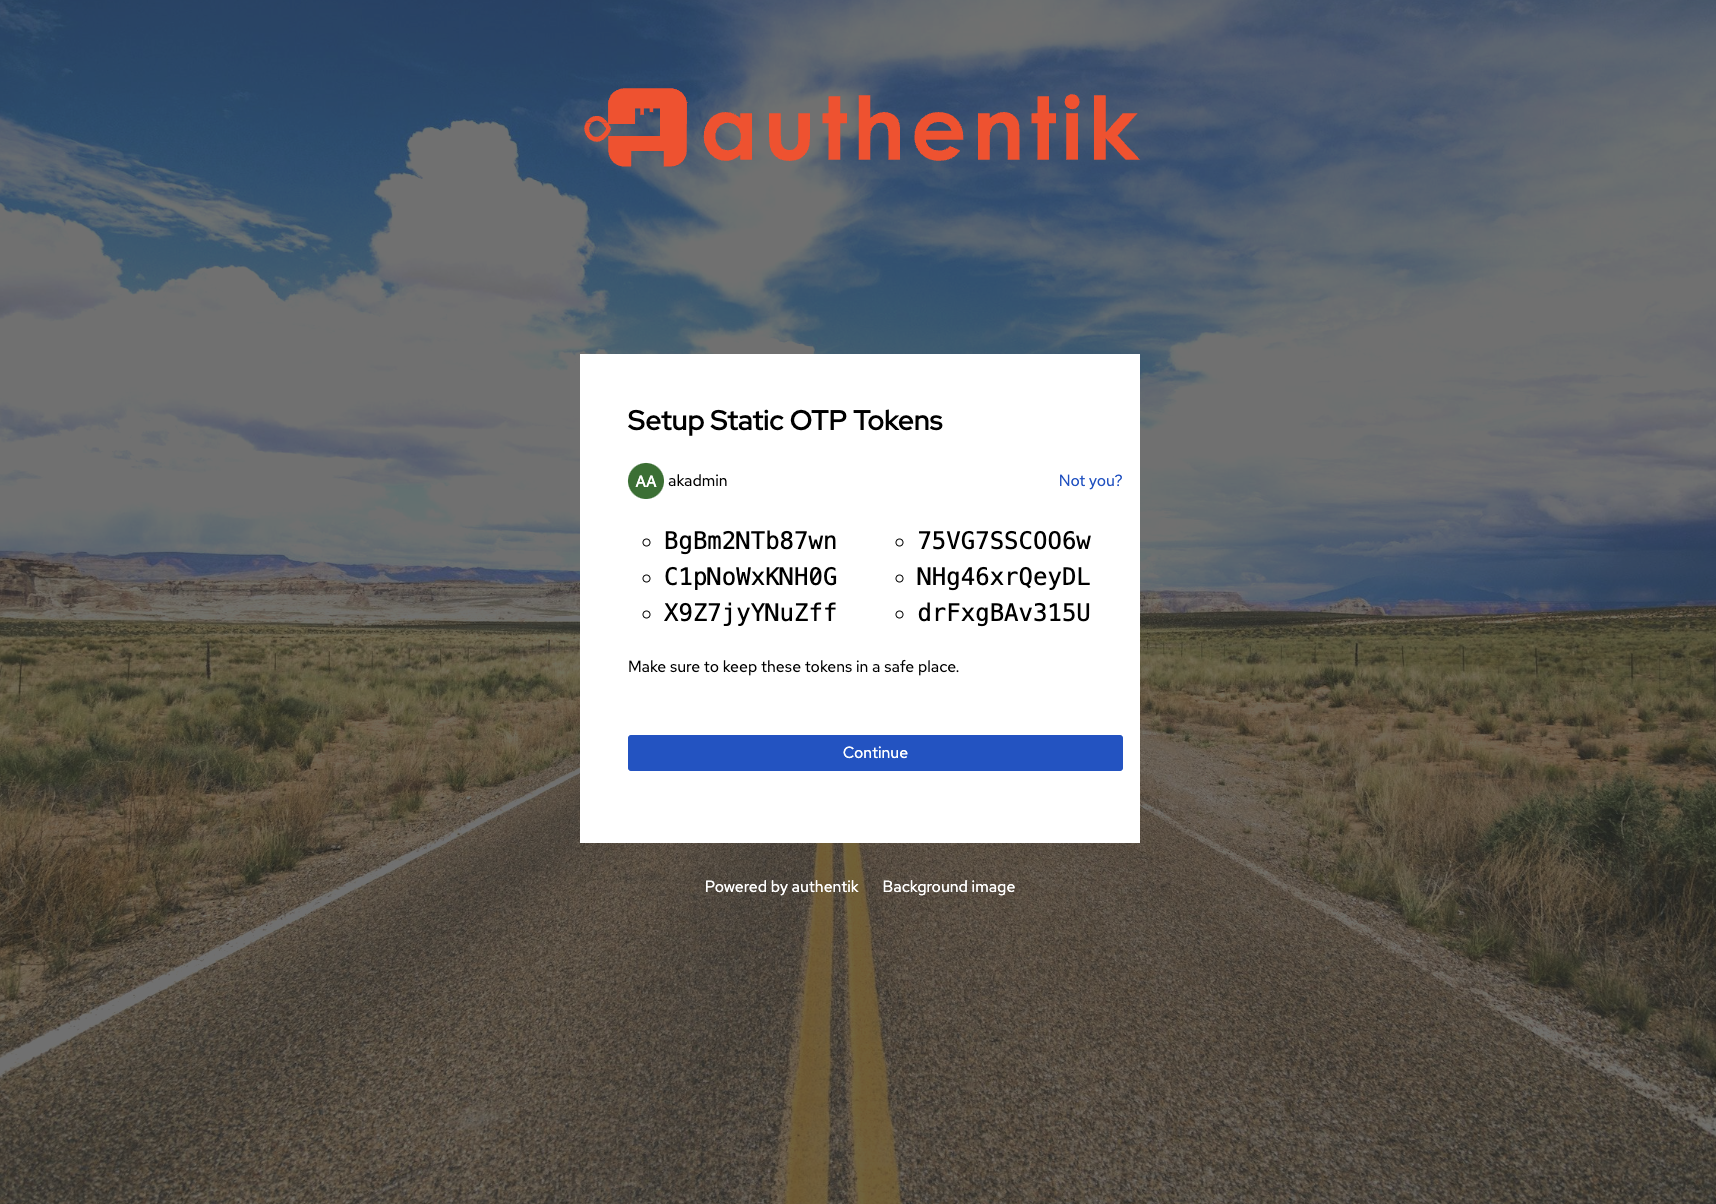 authentik
Setup Static OTP Tokens
AA akadmin Not you?
BgBm2NTb87wn 75VG7SSCOO6w
C1pNoWxKNH0G NHg46xrQeyDL
X9Z7jyYNuZff drFxgBAv315U
Make sure to keep these tokens in a safe place.
Continue
Powered by authentik Background image